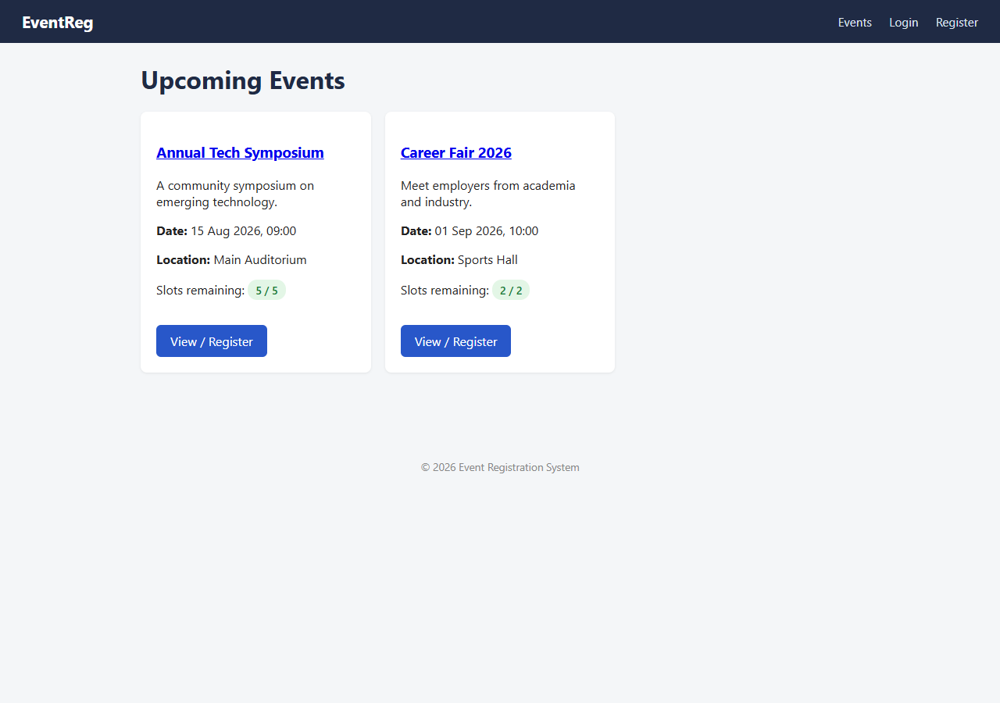 EventReg
Events Login Register
Upcoming Events
Annual Tech Symposium
A community symposium on
emerging technology.
Date: 15 Aug 2026, 09:00
Location: Main Auditorium
Slots remaining: 5 / 5
View / Register
Career Fair 2026
Meet employers from academia
and industry.
Date: 01 Sep 2026, 10:00
Location: Sports Hall
Slots remaining: 2 / 2
View / Register
© 2026 Event Registration System